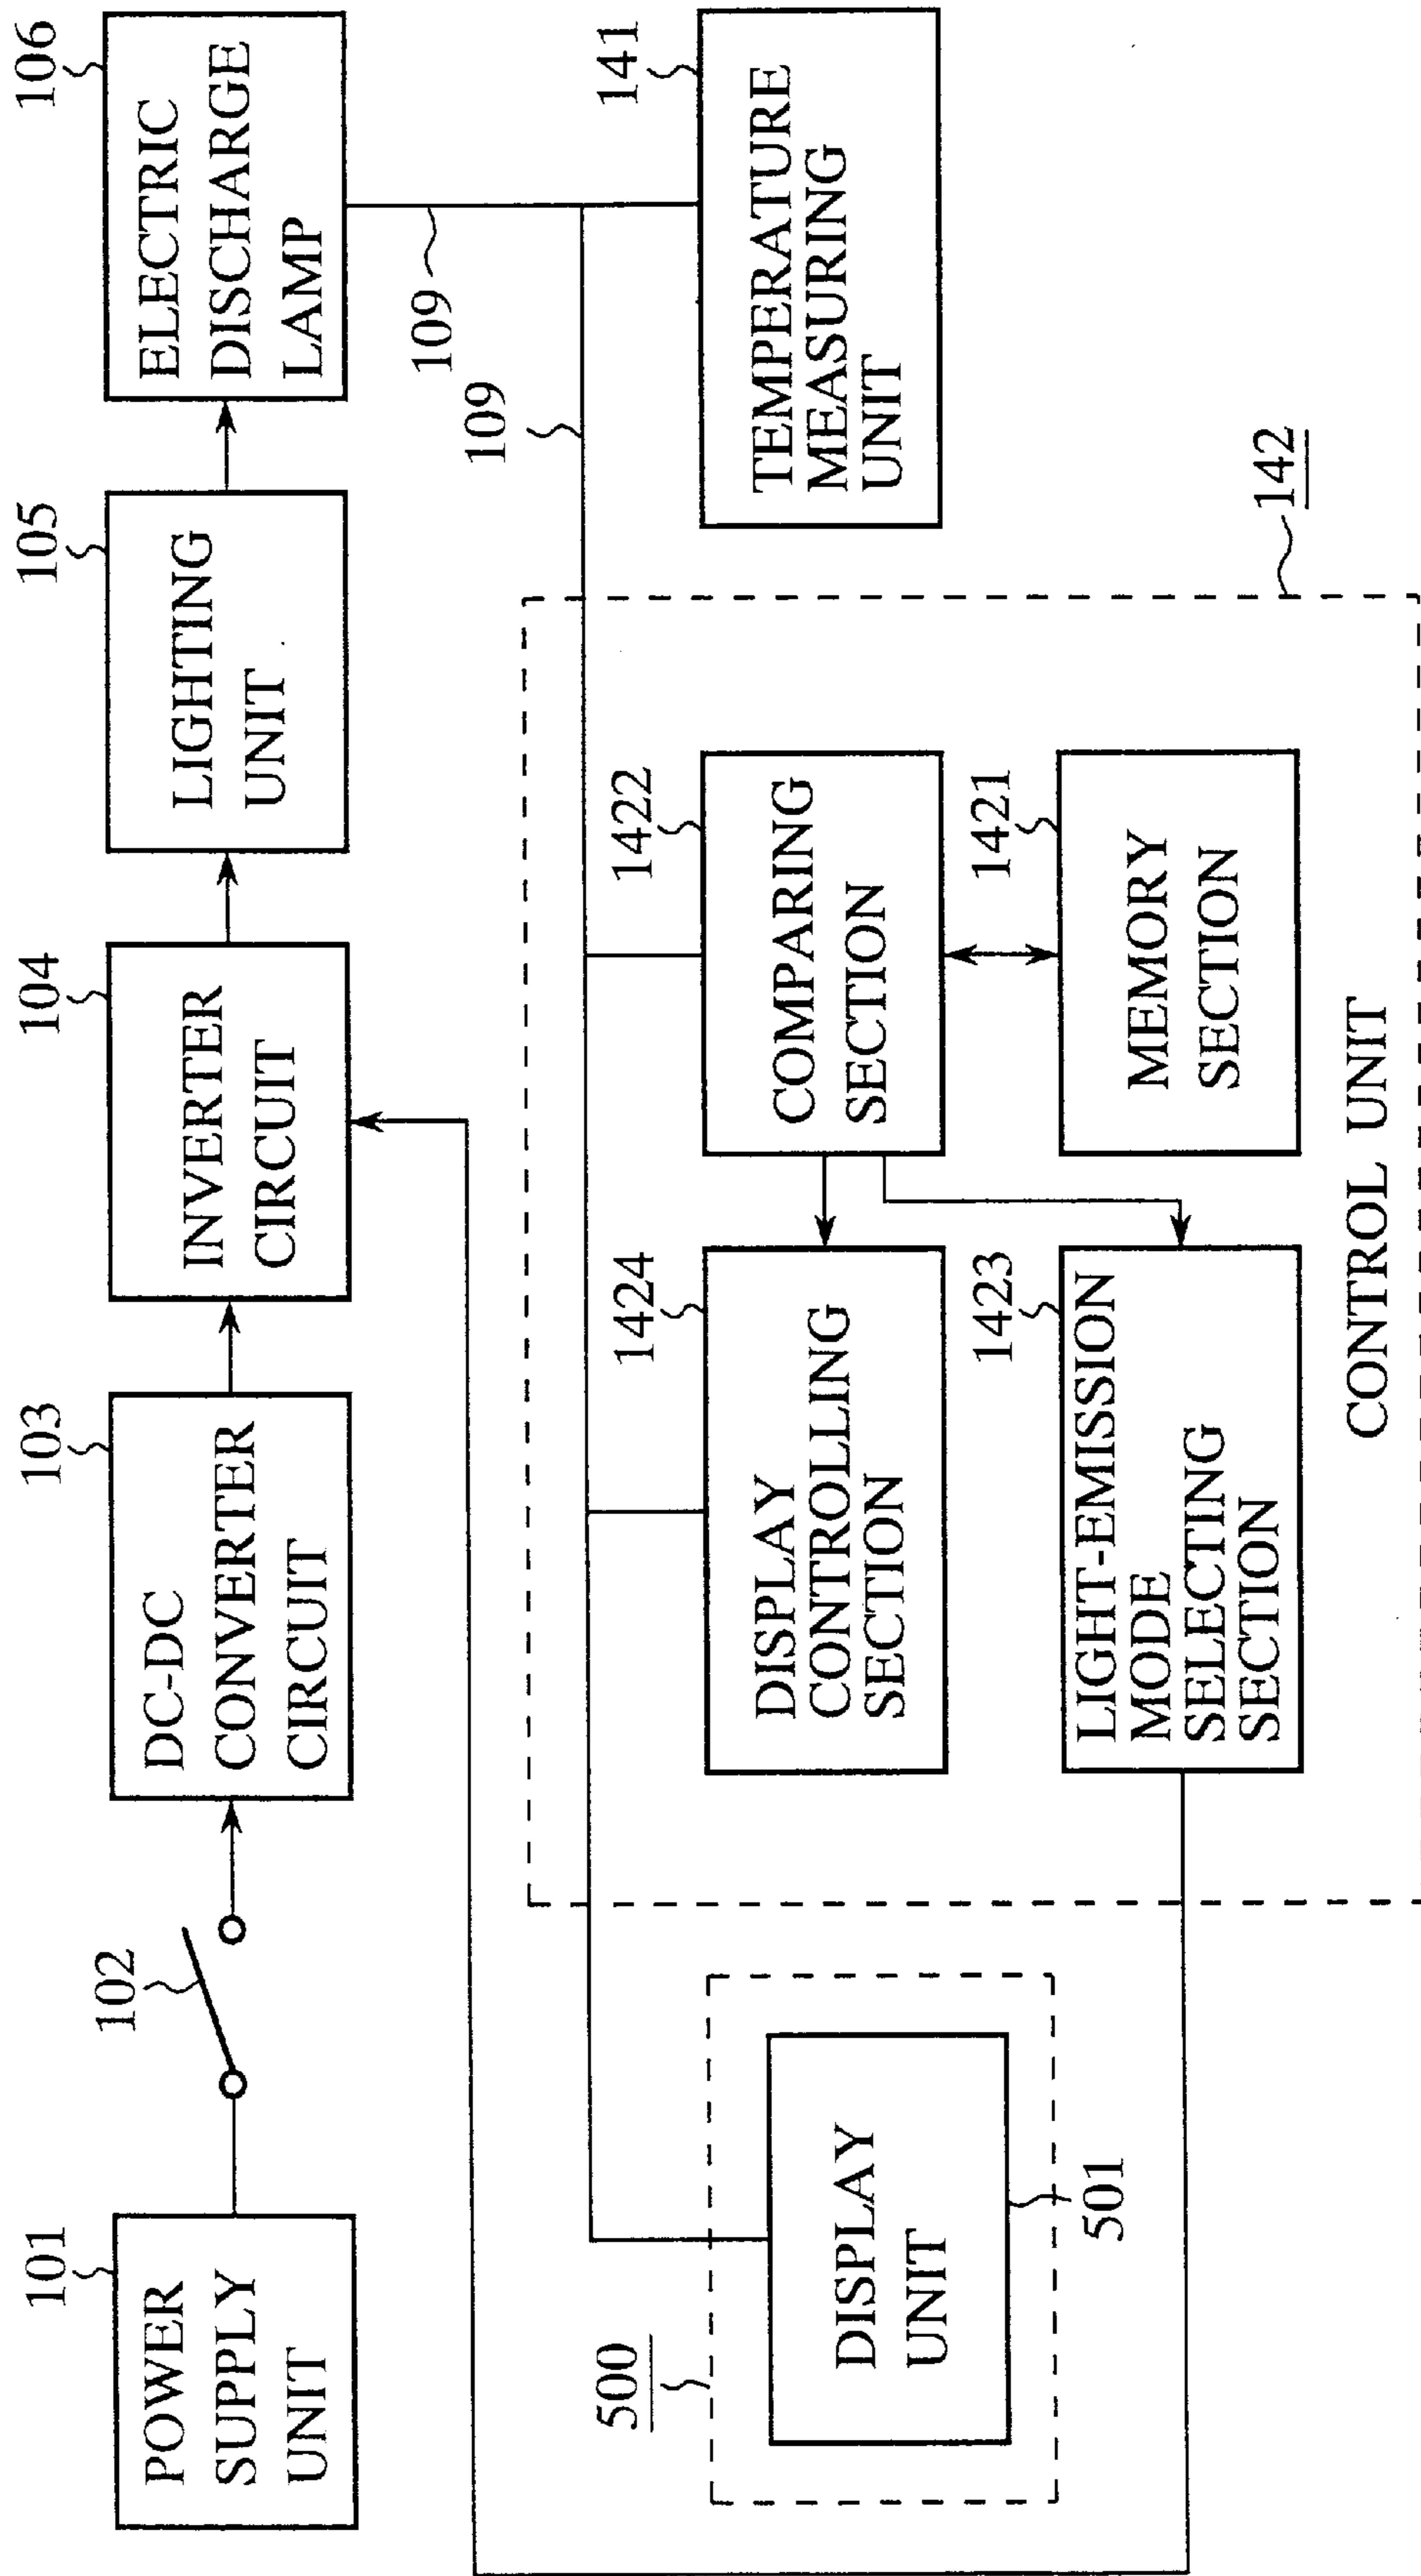 101
POWER
SUPPLY
UNIT
102
103
DC-DC
CONVERTER
CIRCUIT
104
INVERTER
CIRCUIT
105
LIGHTING
UNIT
106
ELECTRIC
DISCHARGE
LAMP
109
109
141
TEMPERATURE
MEASURING
UNIT
142
500
DISPLAY
UNIT
501
1424
DISPLAY
CONTROLLING
SECTION
1422
COMPARING
SECTION
1423
LIGHT-EMISSION
MODE
SELECTING
SECTION
1421
MEMORY
SECTION
CONTROL UNIT